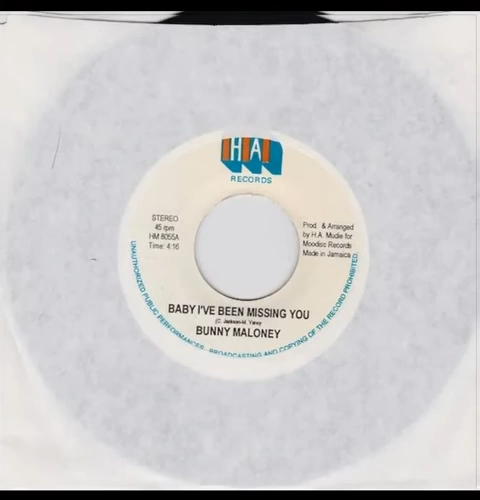 HAI
RECORDS
STEREO
45 rpm
HM 8055A
Time: 4:16
Prod. & Arranged
by H.A. Mudie for
Moodisc Records
Made in Jamaica
BABY I'VE BEEN MISSING YOU
(C. Jackson-M. Yancy
BUNNY MALONEY
UNAUTHORIZED PUBLIC PERFORMANCES BROADCASTING AND COPYING OF THE RECORD PROHIBITED.